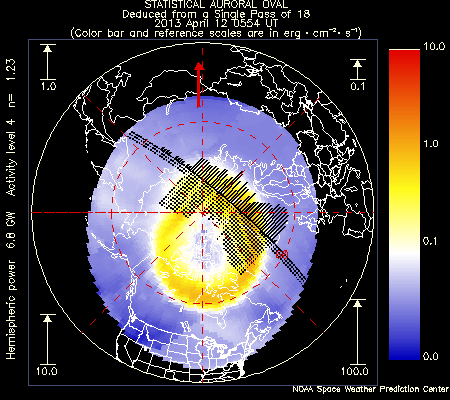 STATISTICAL AURORAL OVAL
Deduced from a Single Pass of 18
2013 April 12 0554 UT
(Color bar and reference scales are in erg · cm⁻² · s⁻¹)
1.0
0.1
10.0
1.0
0.1
0.0
Hemispheric power 6.8 GW Activity level 4 n= 1.23
10.0
100.0
NOAA Space Weather Prediction Center